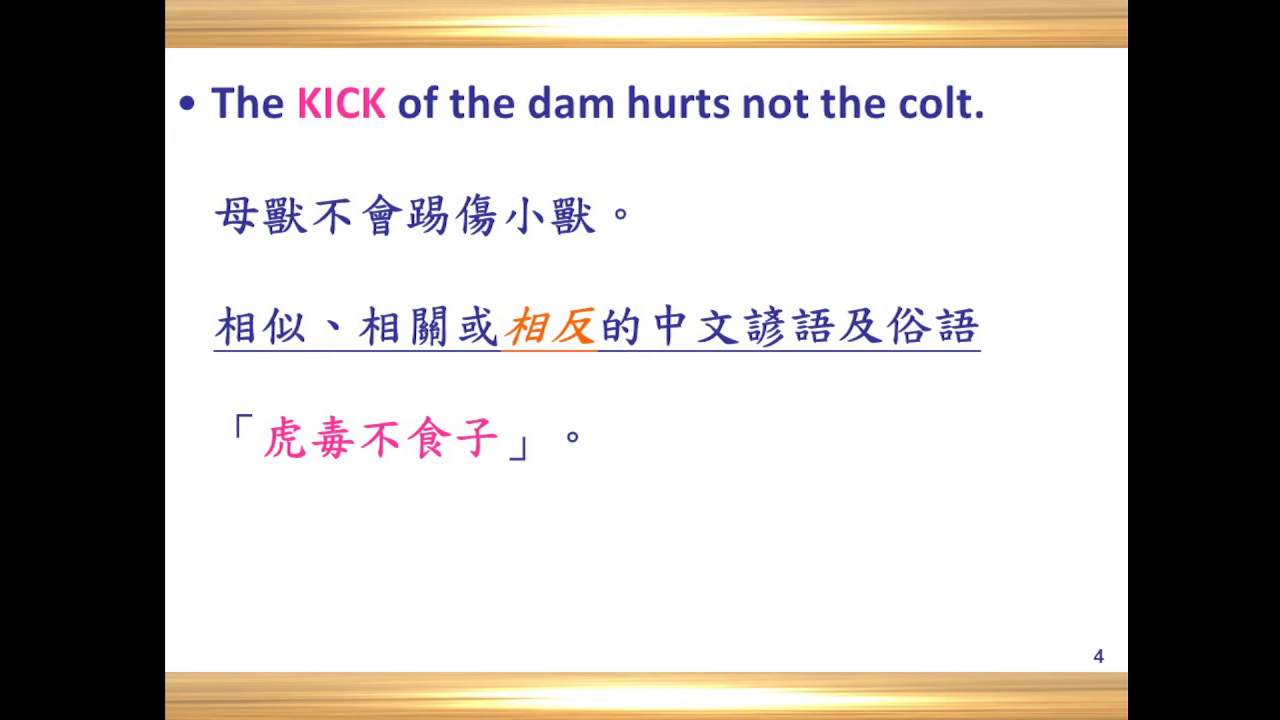 • The KICK of the dam hurts not the colt.
母獸不會踢傷小獸。
相似、相關或相反的中文諺語及俗語
「虎毒不食子」。
4